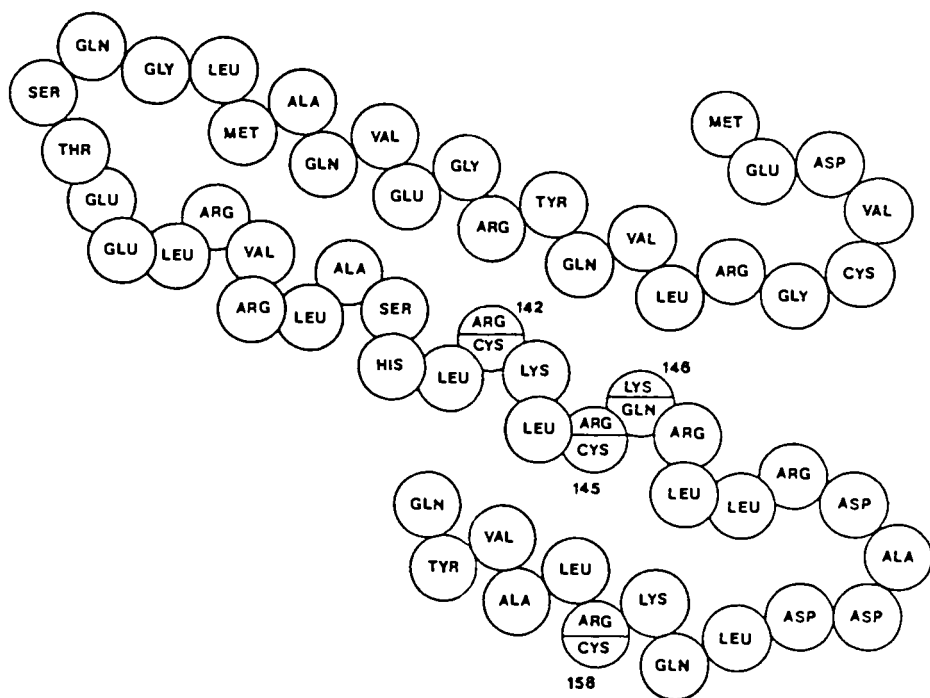 MET
GLU
ASP
VAL
CYS
GLY
ARG
LEU
VAL
GLN
TYR
ARG
GLY
GLU
VAL
GLN
ALA
MET
LEU
GLY
GLN
SER
THR
GLU
GLU
LEU
ARG
VAL
ARG
LEU
ALA
SER
HIS
LEU
142
ARG
CYS
LYS
LEU
ARG
CYS
145
146
LYS
GLN
ARG
LEU
LEU
ARG
ASP
ALA
ASP
ASP
LEU
GLN
LYS
ARG
CYS
158
LEU
ALA
VAL
TYR
GLN